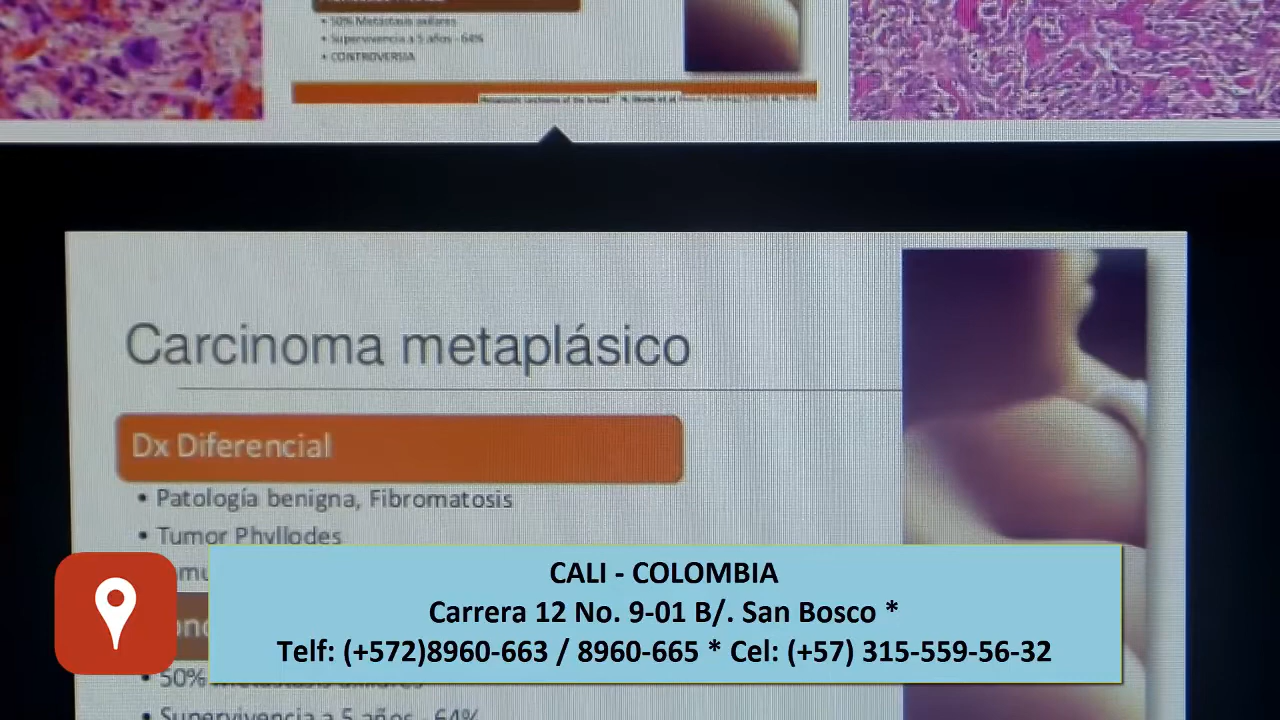 • 50% Metástasis axilares
• Supervivencia a 5 años - 64%
• CONTROVERSIA
Carcinoma metaplásico
Dx Diferencial
• Patología benigna, Fibromatosis
• Tumor Phyllodes
CALI - COLOMBIA
Carrera 12 No. 9-01 B/. San Bosco *
Telf: (+572)8960-663 / 8960-665 * Cel: (+57) 315-559-56-32
• 50% Metástasis axilares
• Supervivencia a 5 años - 64%